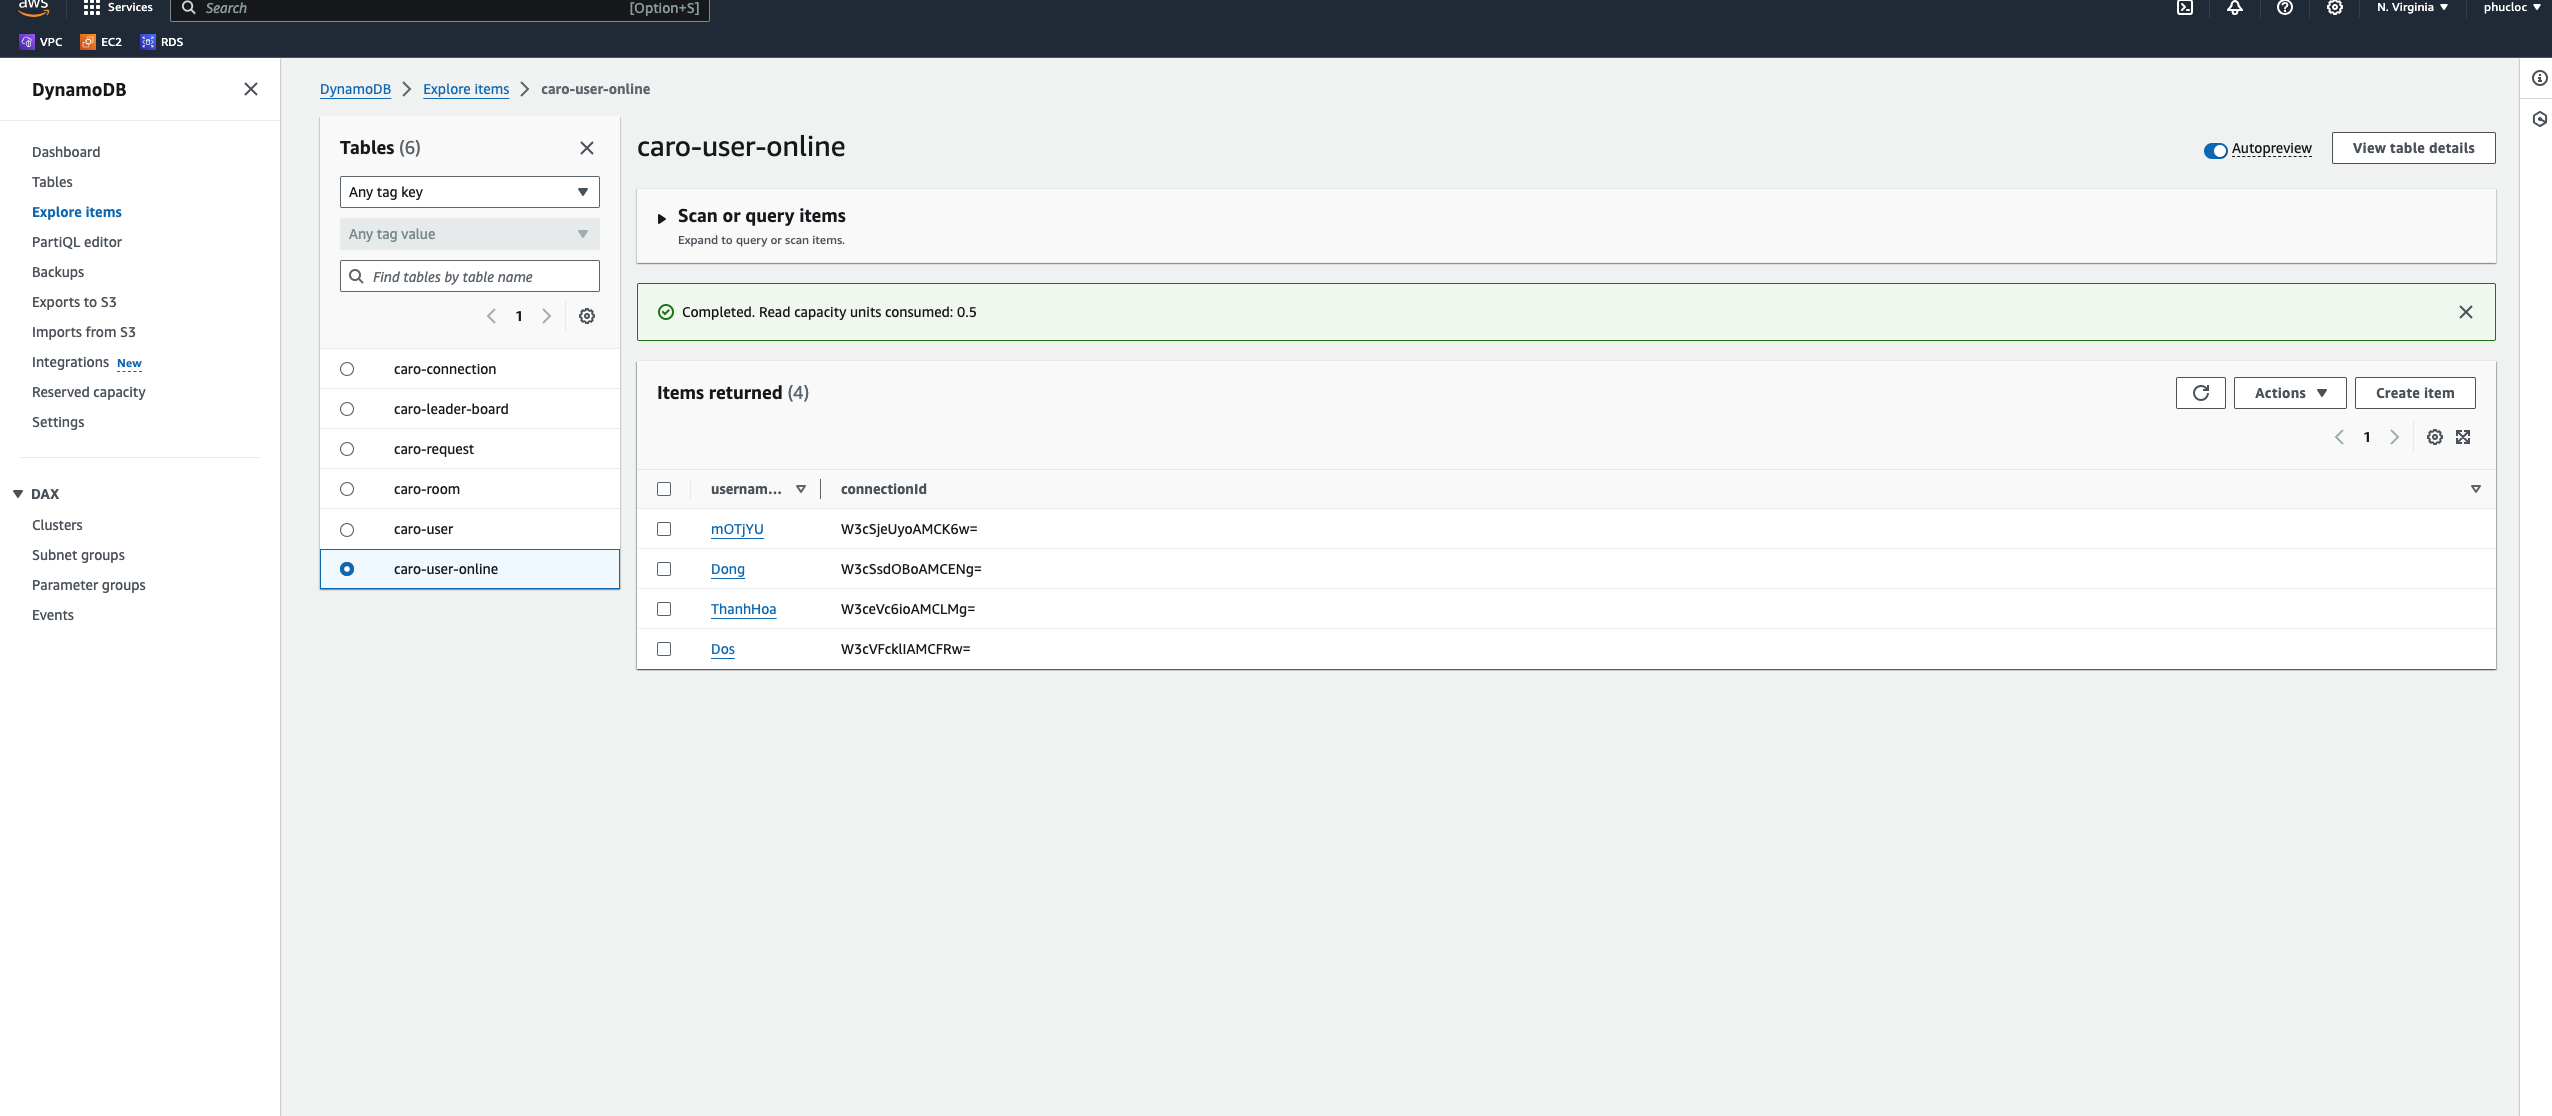 aws
Services
Search
[Option+S]
N. Virginia
phucloc
VPC
EC2
RDS
DynamoDB
Dashboard
Tables
Explore items
PartiQL editor
Backups
Exports to S3
Imports from S3
Integrations New
Reserved capacity
Settings
DAX
Clusters
Subnet groups
Parameter groups
Events
DynamoDB
Explore items
caro-user-online
Tables (6)
Any tag key
Any tag value
Find tables by table name
1
caro-connection
caro-leader-board
caro-request
caro-room
caro-user
caro-user-online
caro-user-online
Autopreview
View table details
Scan or query items
Expand to query or scan items.
Completed. Read capacity units consumed: 0.5
Items returned (4)
Actions
Create item
1
usernam... connectionId
mOTjYU W3cSjeUyoAMCK6w=
Dong W3cSsdOBoAMCENg=
ThanhHoa W3ceVc6ioAMCLMg=
Dos W3cVFcklIAMCFRw=